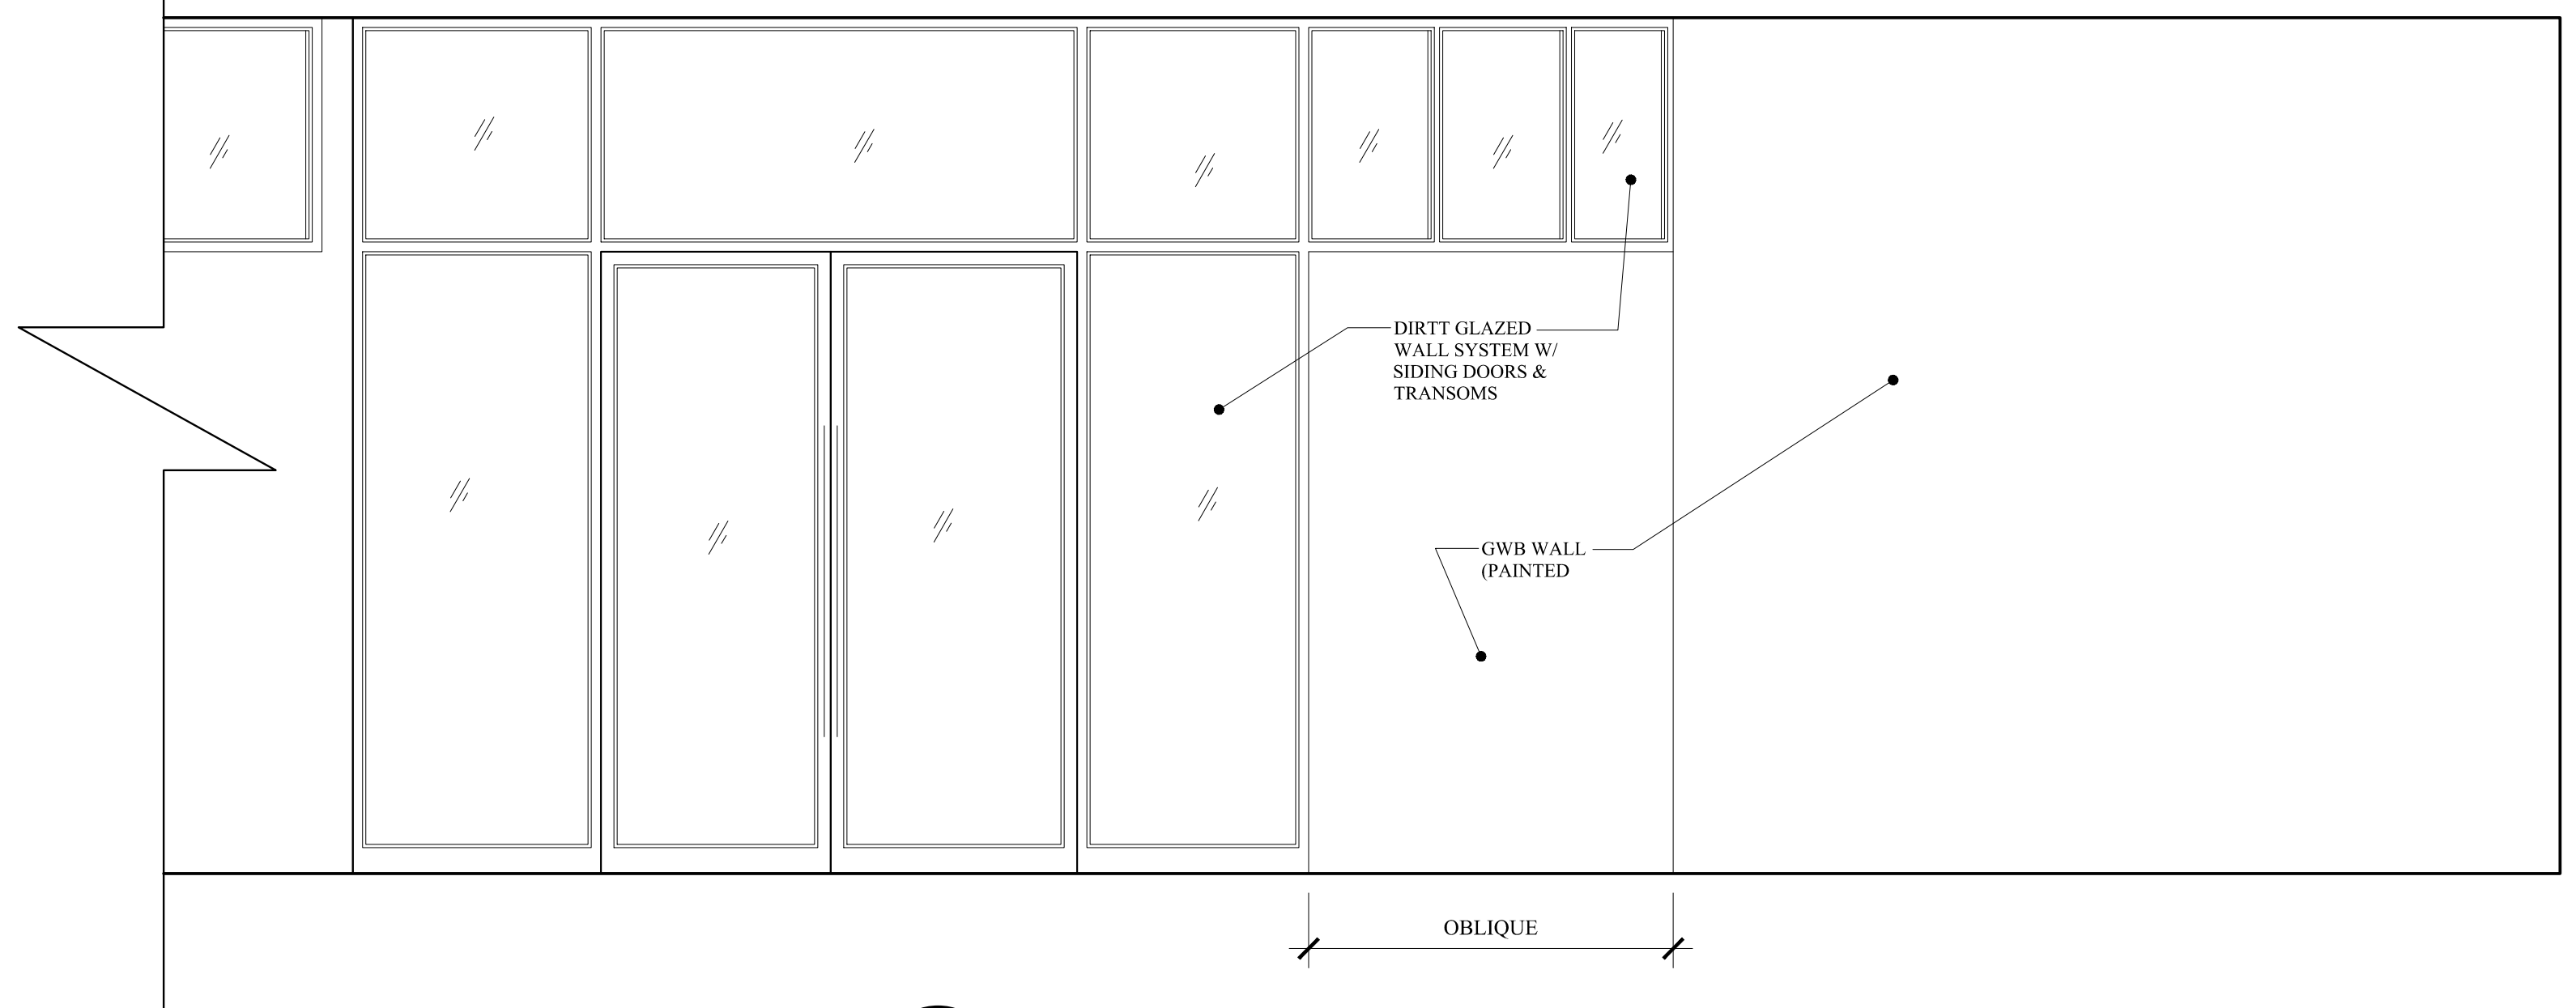 DIRTT GLAZED
WALL SYSTEM W/
SIDING DOORS &
TRANSOMS
GWB WALL
(PAINTED
OBLIQUE